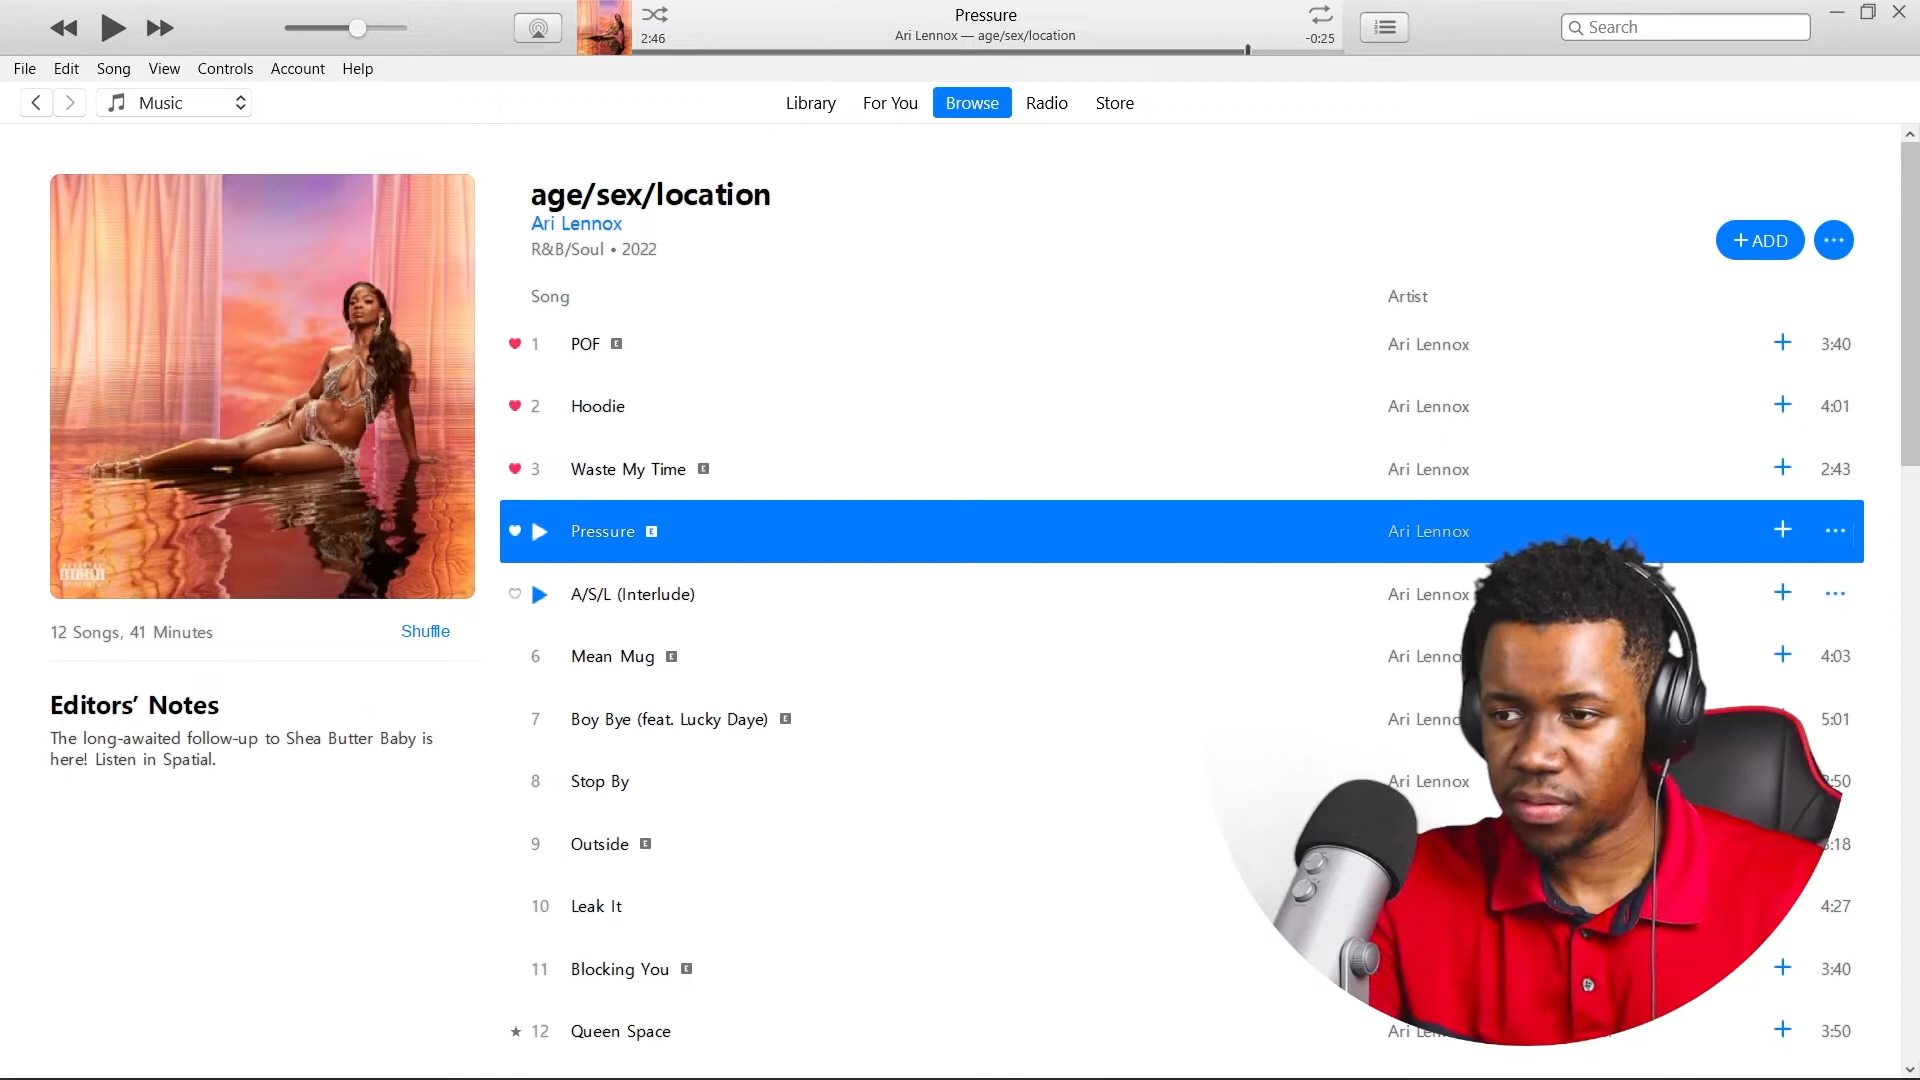 Pressure
2:46
Ari Lennox — age/sex/location
-0:25
Search
File Edit Song View Controls Account Help
Music
Library For You Browse Radio Store
age/sex/location
Ari Lennox
R&B/Soul • 2022
+ ADD
Song Artist
1 POF E Ari Lennox 3:40
2 Hoodie Ari Lennox 4:01
3 Waste My Time E Ari Lennox 2:43
Pressure E Ari Lennox
A/S/L (Interlude) Ari Lennox
6 Mean Mug E Ari 4:03
7 Boy Bye (feat. Lucky Daye) E Ari 5:01
8 Stop By Ari Lennox
9 Outside E
10 Leak It 4:27
11 Blocking You E 3:40
12 Queen Space Ari 3:50
ADVISORY
12 Songs, 41 Minutes Shuffle
Editors’ Notes
The long-awaited follow-up to Shea Butter Baby is
here! Listen in Spatial.